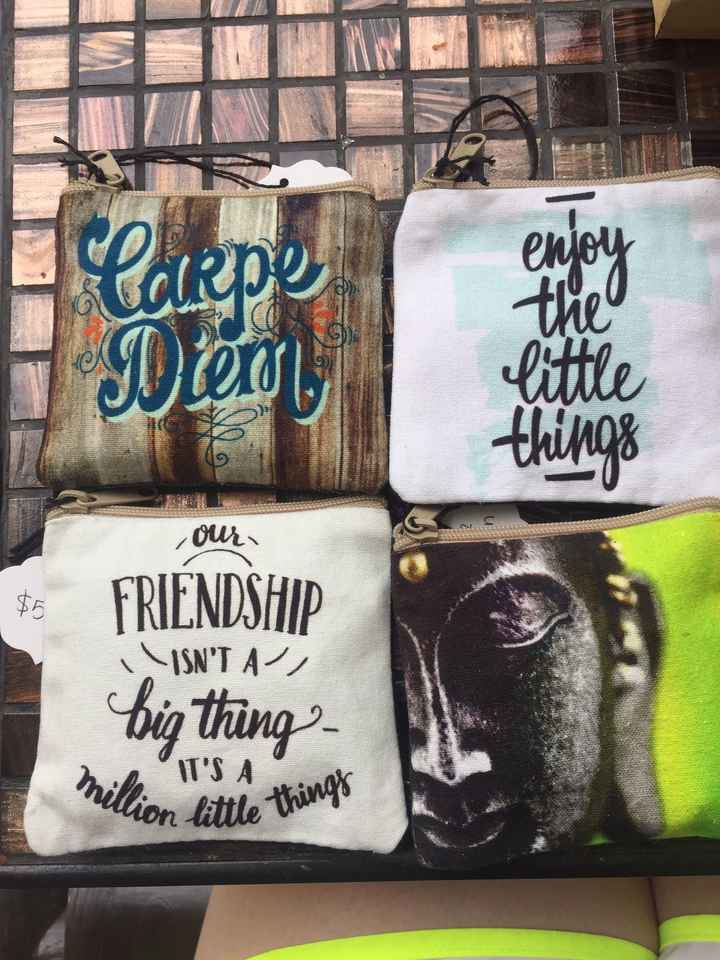 Carpe
Diem
enjoy
the
little
things
our
FRIENDSHIP
ISN'T A
big thing
IT'S A
million little things
$5